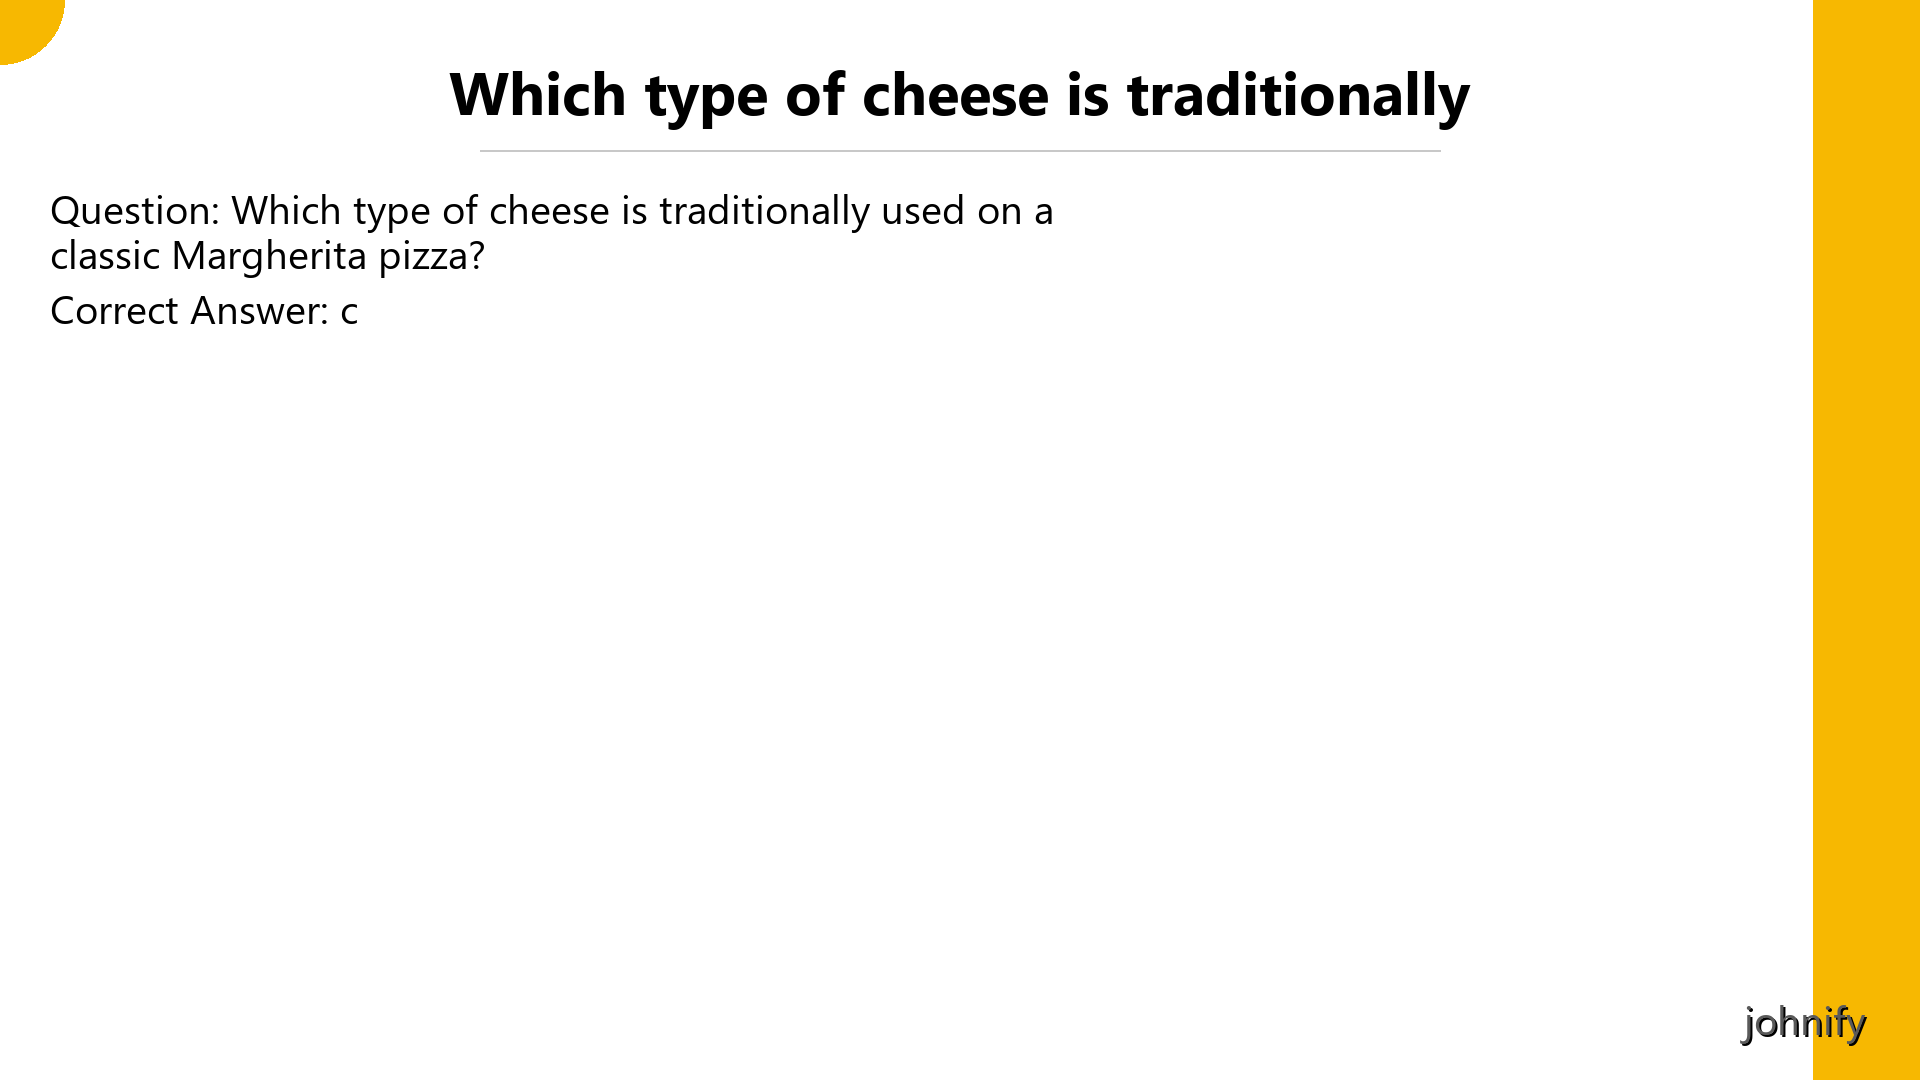 Which type of cheese is traditionally
Question: Which type of cheese is traditionally used on a
classic Margherita pizza?
Correct Answer: c
johnify